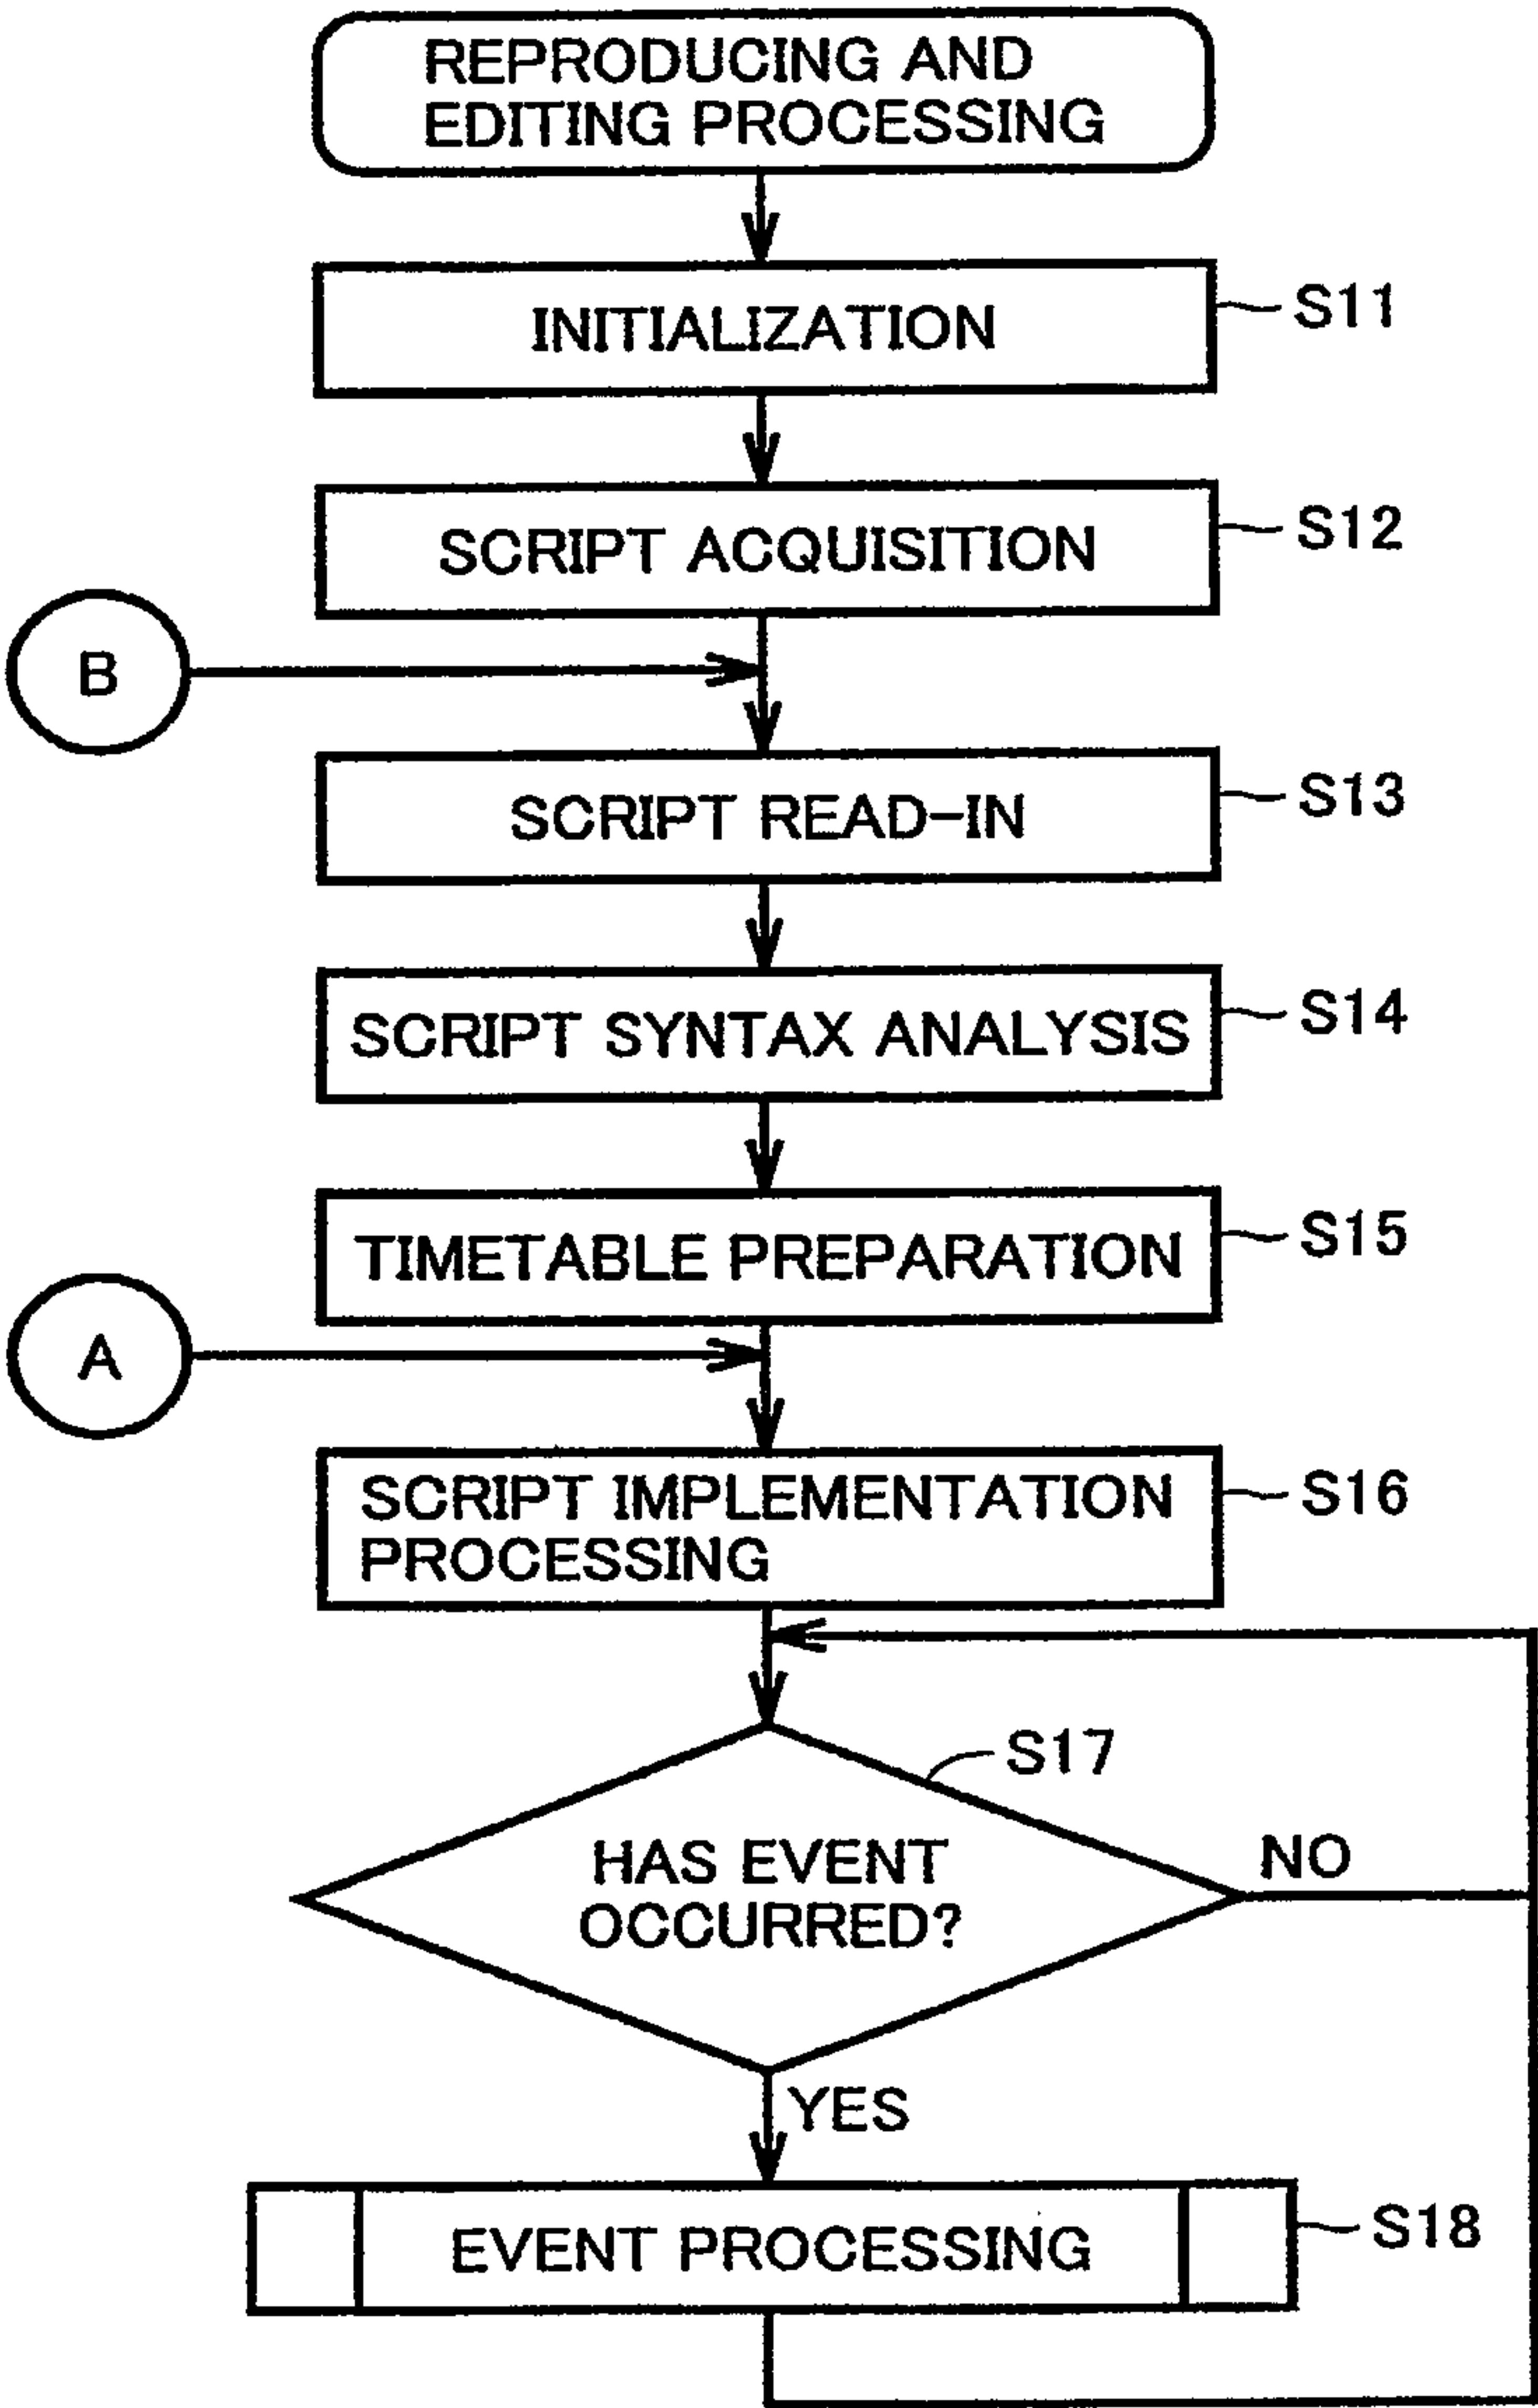 REPRODUCING AND
EDITING PROCESSING
INITIALIZATION
S11
SCRIPT ACQUISITION
S12
B
SCRIPT READ-IN
S13
SCRIPT SYNTAX ANALYSIS
S14
TIMETABLE PREPARATION
S15
A
SCRIPT IMPLEMENTATION
PROCESSING
S16
S17
HAS EVENT
OCCURRED?
NO
YES
EVENT PROCESSING
S18